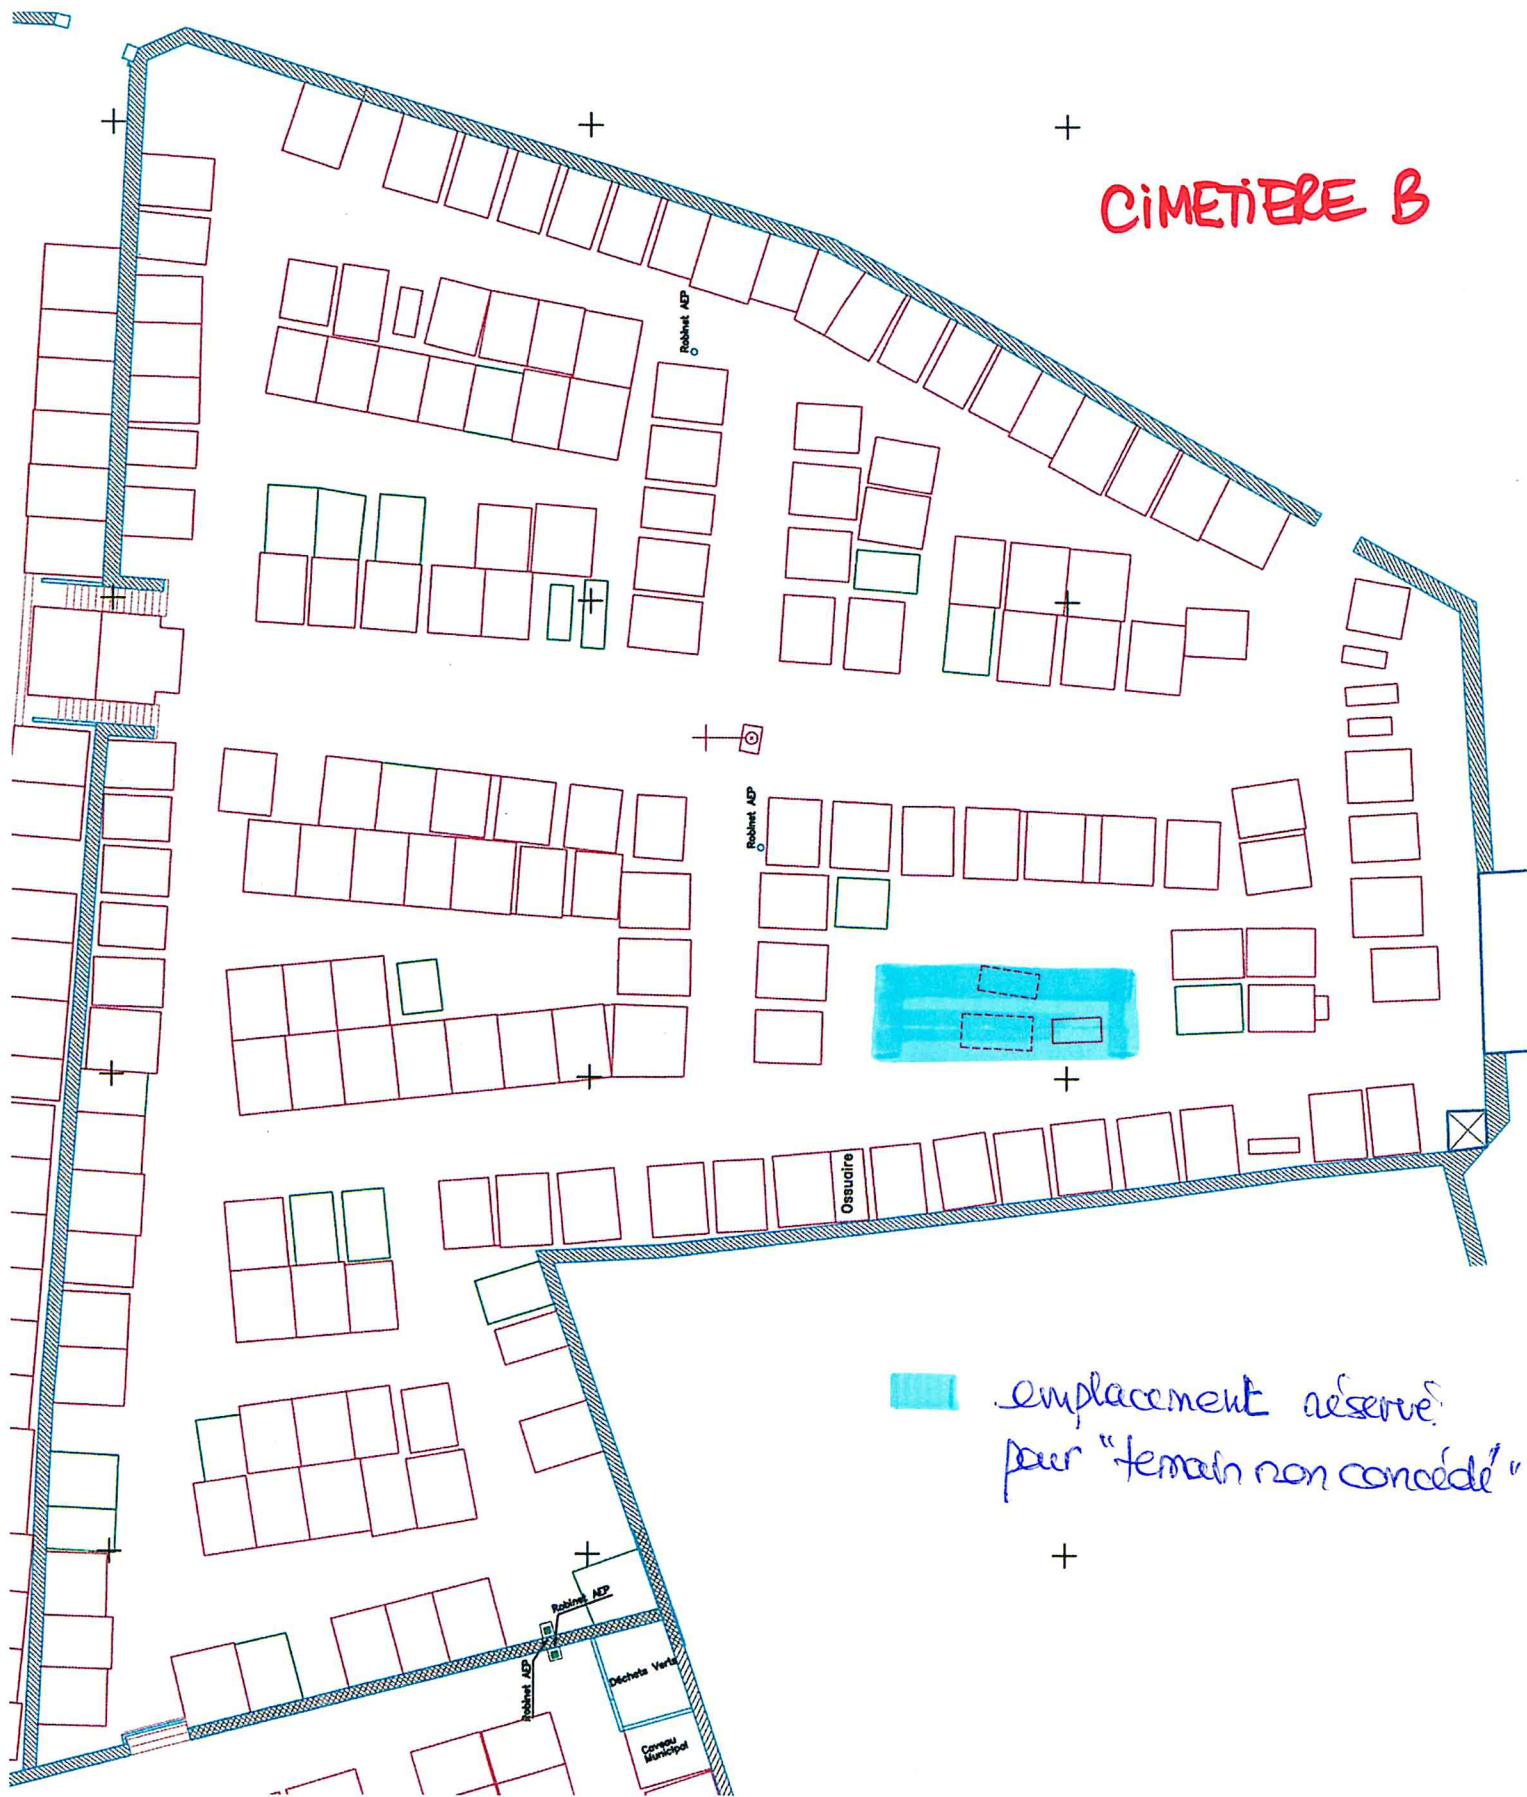 CiMETiERE B
Robinet AEP
Robinet AEP
Ossuaire
emplacement réservé
pour "terrain non concédé"
Robinet AEP
Robinet AEP
Déchets Verts
Caveau
Municipal